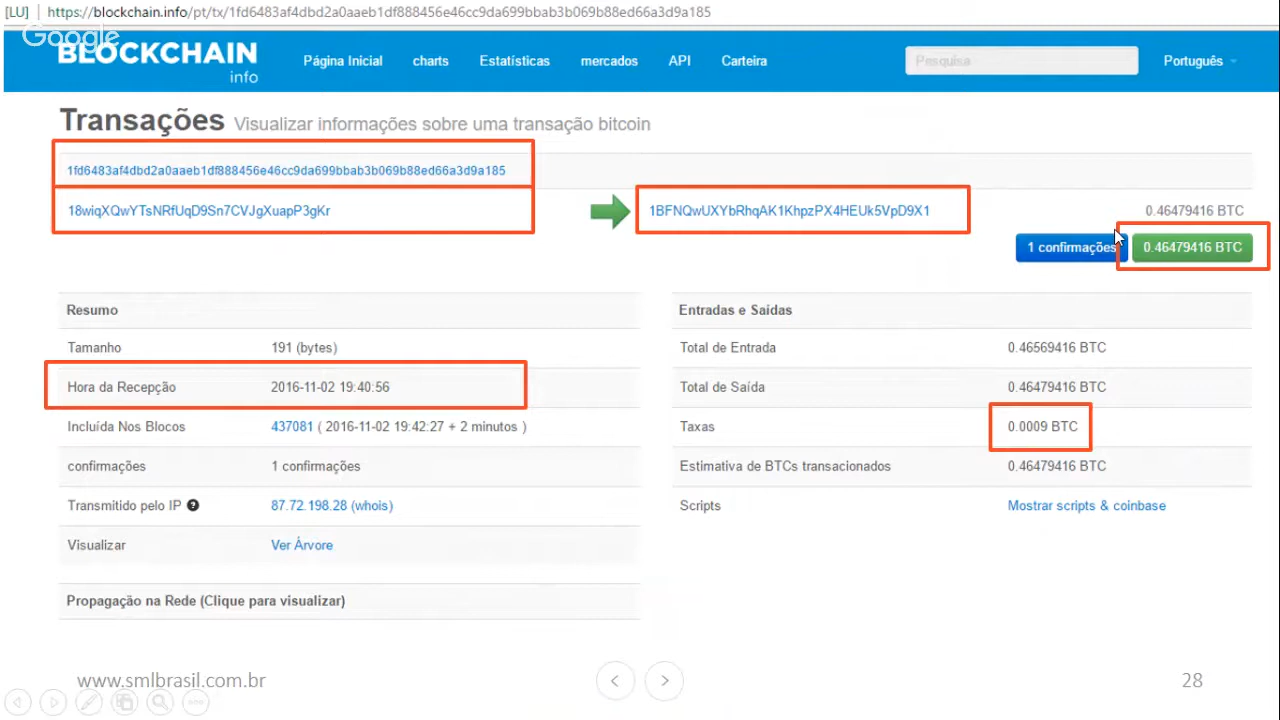 [LU] https://blockchain.info/pt/tx/1fd6483af4dbd2a0aaeb1df888456e46cc9da699bbab3b069b88ed66a3d9a185
Google
BLOCKCHAIN
info
Página Inicial charts Estatísticas mercados API Carteira Pesquisa Português
Transações Visualizar informações sobre uma transação bitcoin
1fd6483af4dbd2a0aaeb1df888456e46cc9da699bbab3b069b88ed66a3d9a185
18wiqXQwYTsNRfUqD9Sn7CVJgXuapP3gKr 1BFNQwUXYbRhqAK1KhpzPX4HEUk5VpD9X1 0.46479416 BTC
1 confirmações 0.46479416 BTC
Resumo
Tamanho 191 (bytes)
Hora da Recepção 2016-11-02 19:40:56
Incluída Nos Blocos 437081 ( 2016-11-02 19:42:27 + 2 minutos )
confirmações 1 confirmações
Transmitido pelo IP 87.72.198.28 (whois)
Visualizar Ver Árvore
Propagação na Rede (Clique para visualizar)
Entradas e Saídas
Total de Entrada 0.46569416 BTC
Total de Saída 0.46479416 BTC
Taxas 0.0009 BTC
Estimativa de BTCs transacionados 0.46479416 BTC
Scripts Mostrar scripts & coinbase
www.smlbrasil.com.br 28